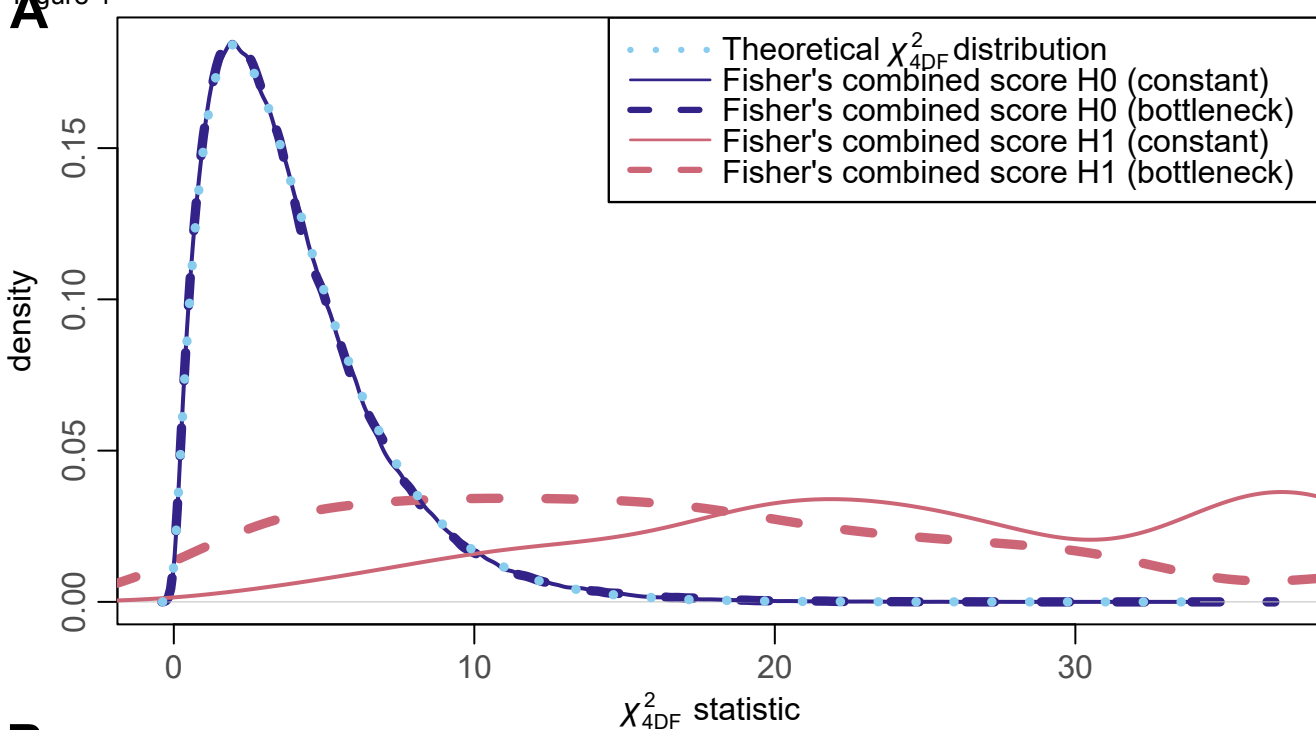 A
Theoretical χ²4DF distribution
Fisher's combined score H0 (constant)
Fisher's combined score H0 (bottleneck)
Fisher's combined score H1 (constant)
Fisher's combined score H1 (bottleneck)
density
0.15
0.10
0.05
0.00
0 10 20 30
χ²4DF statistic